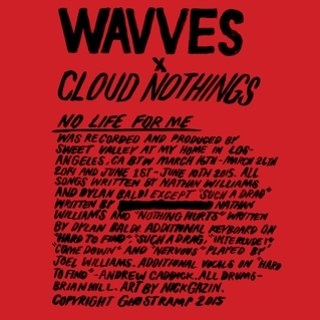 WAVVES
x
CLOUD NOTHINGS
NO LIFE FOR ME
WAS RECORDED AND PRODUCED BY
SWEET VALLEY AT MY HOME IN LOS-
ANGELES, CA BTW MARCH 15TH - MARCH 26TH
2014 AND JUNE 1ST - JUNE 10TH 2015. ALL
SONGS WRITTEN BY NATHAN WILLIAMS
AND DYLAN BALDI EXCEPT "SUCH A DRAG"
WRITTEN BY NATHAN
WILLIAMS AND "NOTHING HURTS" WRITTEN
BY DYLAN BALDI. ADDITIONAL KEYBOARD ON
"HARD TO FIND", "SUCH A DRAG," "INTERLUDE 1"
"COME DOWN" AND "NERVOUS" PLAYED BY
JOEL WILLIAMS. ADDITIONAL VOCALS ON "HARD
TO FIND" - ANDREW CADDICK. ALL DRUMS -
BRIAN HILL. ART BY NICK GAZIN.
COPYRIGHT GHOST RAMP 2015